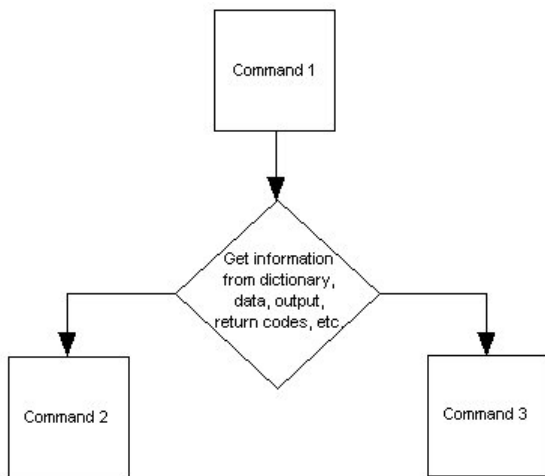 Command 1
Get information
from dictionary,
data, output,
return codes, etc
Command 2
Command 3